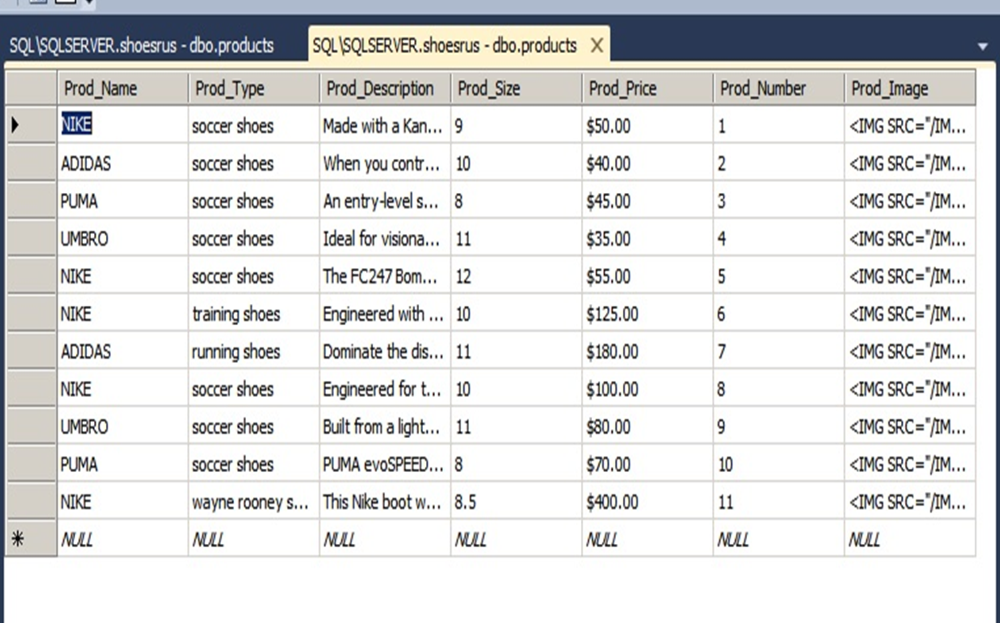 SQL\SQLSERVER.shoesrus - dbo.products SQL\SQLSERVER.shoesrus - dbo.products
Prod_Name Prod_Type Prod_Description Prod_Size Prod_Price Prod_Number Prod_Image
NIKE soccer shoes Made with a Kan... 9 $50.00 1 <IMG SRC="/IM...
ADIDAS soccer shoes When you contr... 10 $40.00 2 <IMG SRC="/IM...
PUMA soccer shoes An entry-level s... 8 $45.00 3 <IMG SRC="/IM...
UMBRO soccer shoes Ideal for visiona... 11 $35.00 4 <IMG SRC="/IM...
NIKE soccer shoes The FC247 Bom... 12 $55.00 5 <IMG SRC="/IM...
NIKE training shoes Engineered with ... 10 $125.00 6 <IMG SRC="/IM...
ADIDAS running shoes Dominate the dis... 11 $180.00 7 <IMG SRC="/IM...
NIKE soccer shoes Engineered for t... 10 $100.00 8 <IMG SRC="/IM...
UMBRO soccer shoes Built from a light... 11 $80.00 9 <IMG SRC="/IM...
PUMA soccer shoes PUMA evoSPEED... 8 $70.00 10 <IMG SRC="/IM...
NIKE wayne rooney s... This Nike boot w... 8.5 $400.00 11 <IMG SRC="/IM...
NULL NULL NULL NULL NULL NULL NULL